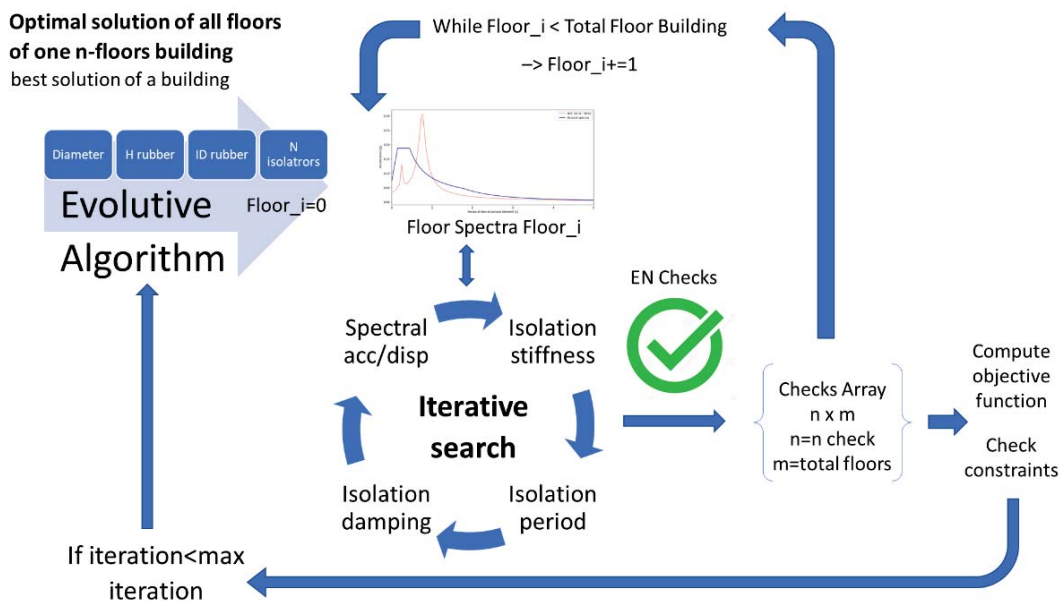 Optimal solution of all floors
of one n-floors building
best solution of a building
Diameter
H rubber
ID rubber
N
isolatrors
Evolutive
Algorithm
Floor_i=0
While Floor_i < Total Floor Building
–> Floor_i+=1
Floor Spectra Floor_i
Spectral
acc/disp
Isolation
stiffness
Iterative
search
Isolation
damping
Isolation
period
EN Checks
Checks Array
n x m
n=n check
m=total floors
Compute
objective
function
Check
constraints
If iteration<max
iteration